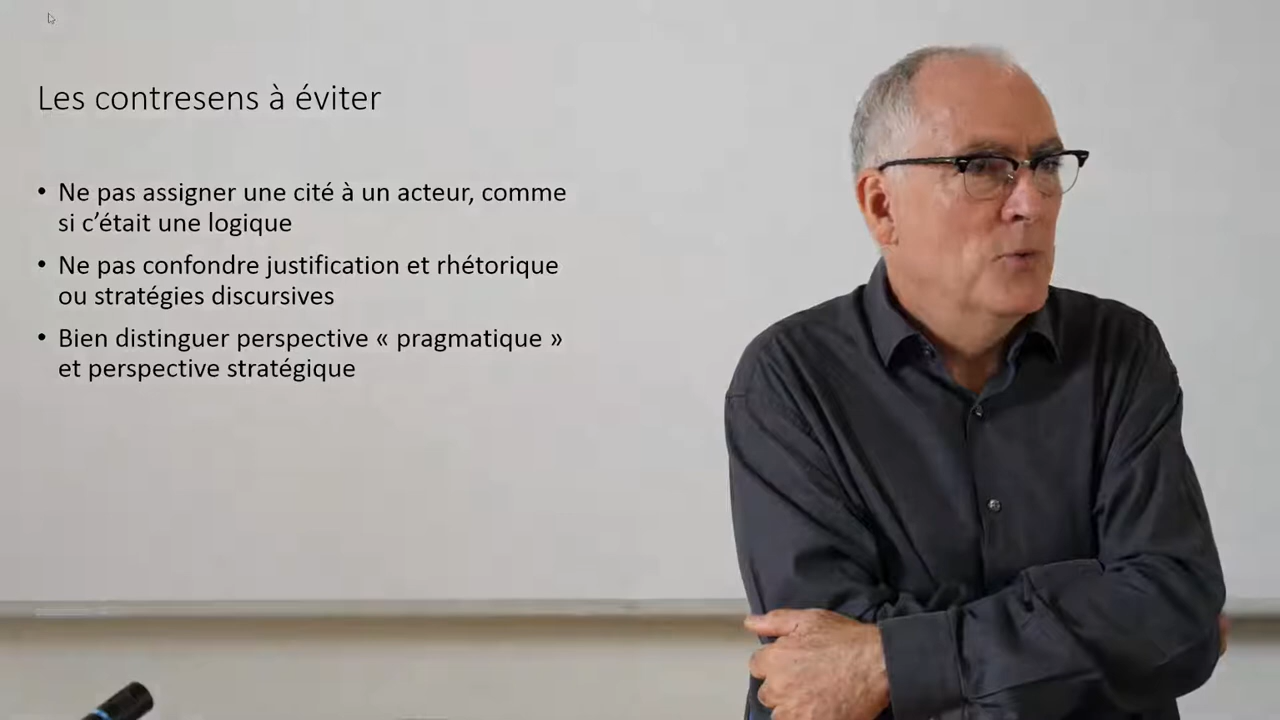 Les contresens à éviter
• Ne pas assigner une cité à un acteur, comme
si c’était une logique
• Ne pas confondre justification et rhétorique
ou stratégies discursives
• Bien distinguer perspective « pragmatique »
et perspective stratégique